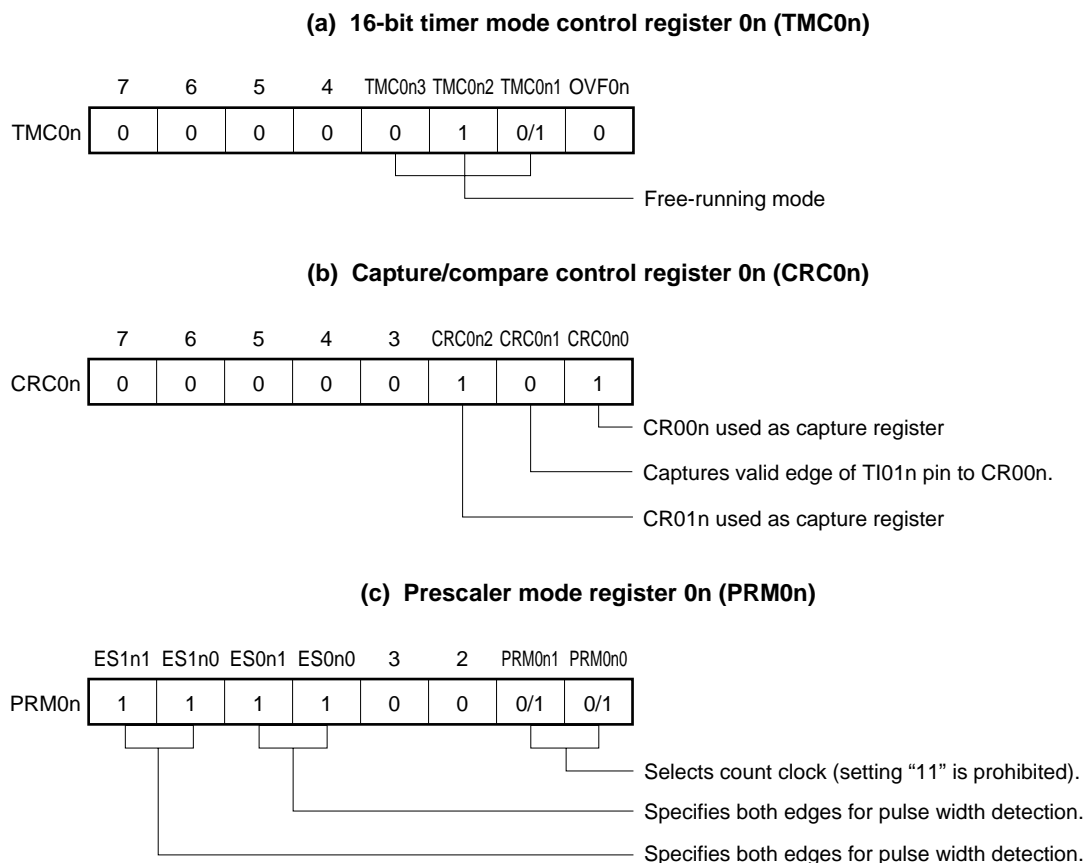 (a) 16-bit timer mode control register 0n (TMC0n)
7 6 5 4 TMC0n3 TMC0n2 TMC0n1 OVF0n
TMC0n 0 0 0 0 0 1 0/1 0
Free-running mode
(b) Capture/compare control register 0n (CRC0n)
7 6 5 4 3 CRC0n2 CRC0n1 CRC0n0
CRC0n 0 0 0 0 0 1 0 1
CR00n used as capture register
Captures valid edge of TI01n pin to CR00n.
CR01n used as capture register
(c) Prescaler mode register 0n (PRM0n)
ES1n1 ES1n0 ES0n1 ES0n0 3 2 PRM0n1 PRM0n0
PRM0n 1 1 1 1 0 0 0/1 0/1
Selects count clock (setting “11” is prohibited).
Specifies both edges for pulse width detection.
Specifies both edges for pulse width detection.